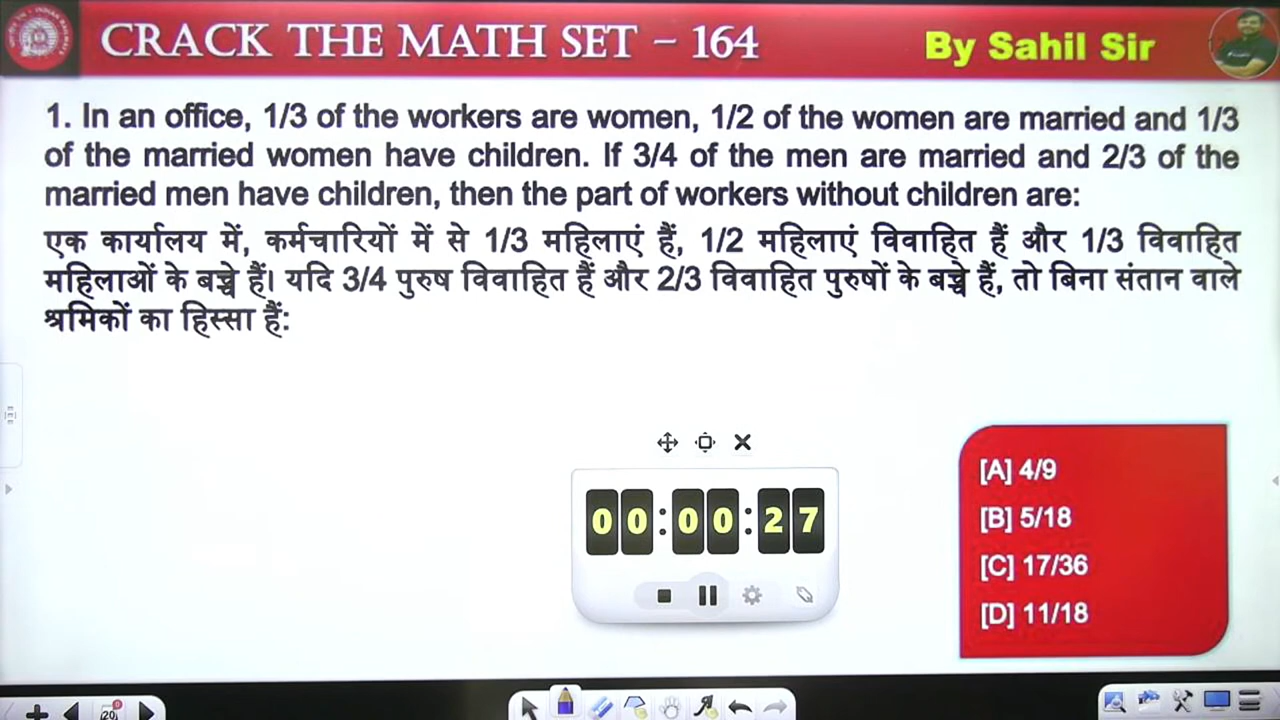 CRACK THE MATH SET – 164
By Sahil Sir
1. In an office, 1/3 of the workers are women, 1/2 of the women are married and 1/3
of the married women have children. If 3/4 of the men are married and 2/3 of the
married men have children, then the part of workers without children are:
एक कार्यालय में, कर्मचारियों में से 1/3 महिलाएं हैं, 1/2 महिलाएं विवाहित हैं और 1/3 विवाहित
महिलाओं के बच्चे हैं। यदि 3/4 पुरुष विवाहित हैं और 2/3 विवाहित पुरुषों के बच्चे हैं, तो बिना संतान वाले
श्रमिकों का हिस्सा हैं:
00:00:27
[A] 4/9
[B] 5/18
[C] 17/36
[D] 11/18